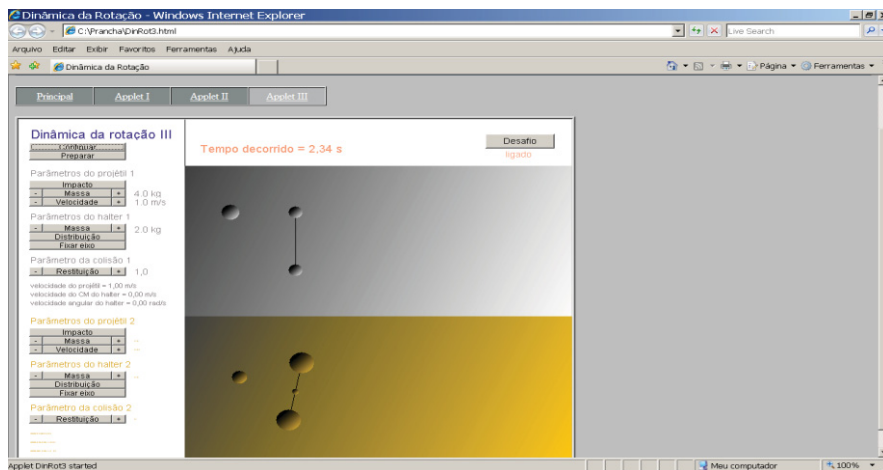 Dinâmica da Rotação - Windows Internet Explorer
C:\Prancha\DinRot3.html
Live Search
Arquivo Editar Exibir Favoritos Ferramentas Ajuda
Dinâmica da Rotação
Página Ferramentas
Principal Applet I Applet II Applet III
Dinâmica da rotação III
Continuar
Preparar
Tempo decorrido = 2,34 s
Desafio
ligado
Parâmetros do projétil 1
Impacto
- Massa + 4.0 kg
- Velocidade + 1.0 m/s
Parâmetros do halter 1
- Massa + 2.0 kg
Distribuição
Fixar eixo
Parâmetro da colisão 1
- Restituição + 1,0
velocidade do projétil = 1,00 m/s
velocidade do CM do halter = 0,00 m/s
velocidade angular do halter = 0,00 rad/s
Parâmetros do projétil 2
Impacto
- Massa +
- Velocidade +
Parâmetros do halter 2
- Massa +
Distribuição
Fixar eixo
Parâmetro da colisão 2
- Restituição +
Applet DinRot3 started
Meu computador
100%